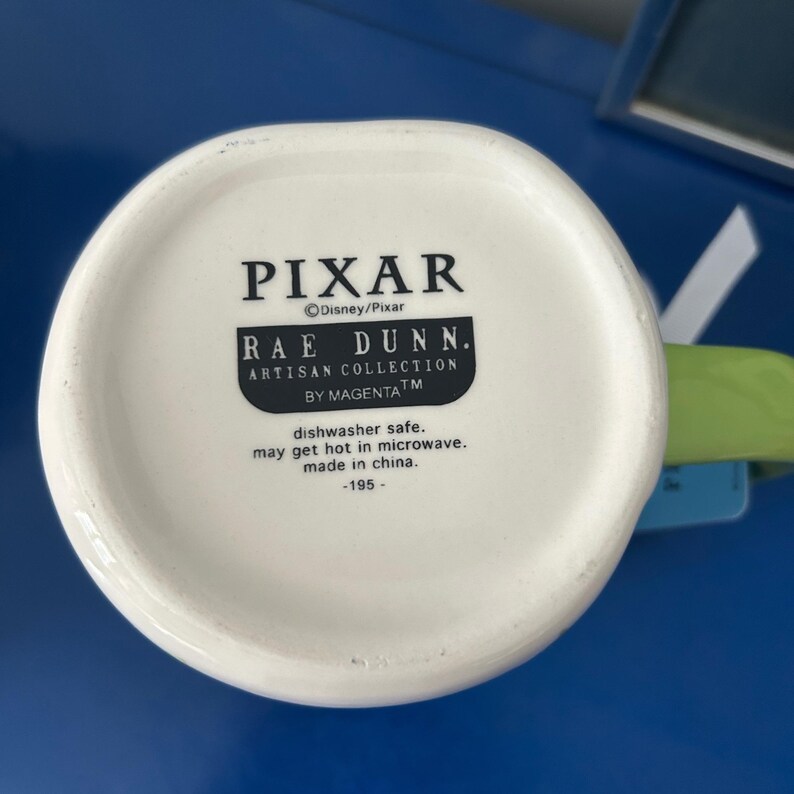 PIXAR
©Disney/Pixar
RAE DUNN.
ARTISAN COLLECTION
BY MAGENTA™
dishwasher safe.
may get hot in microwave.
made in china.
-195 -